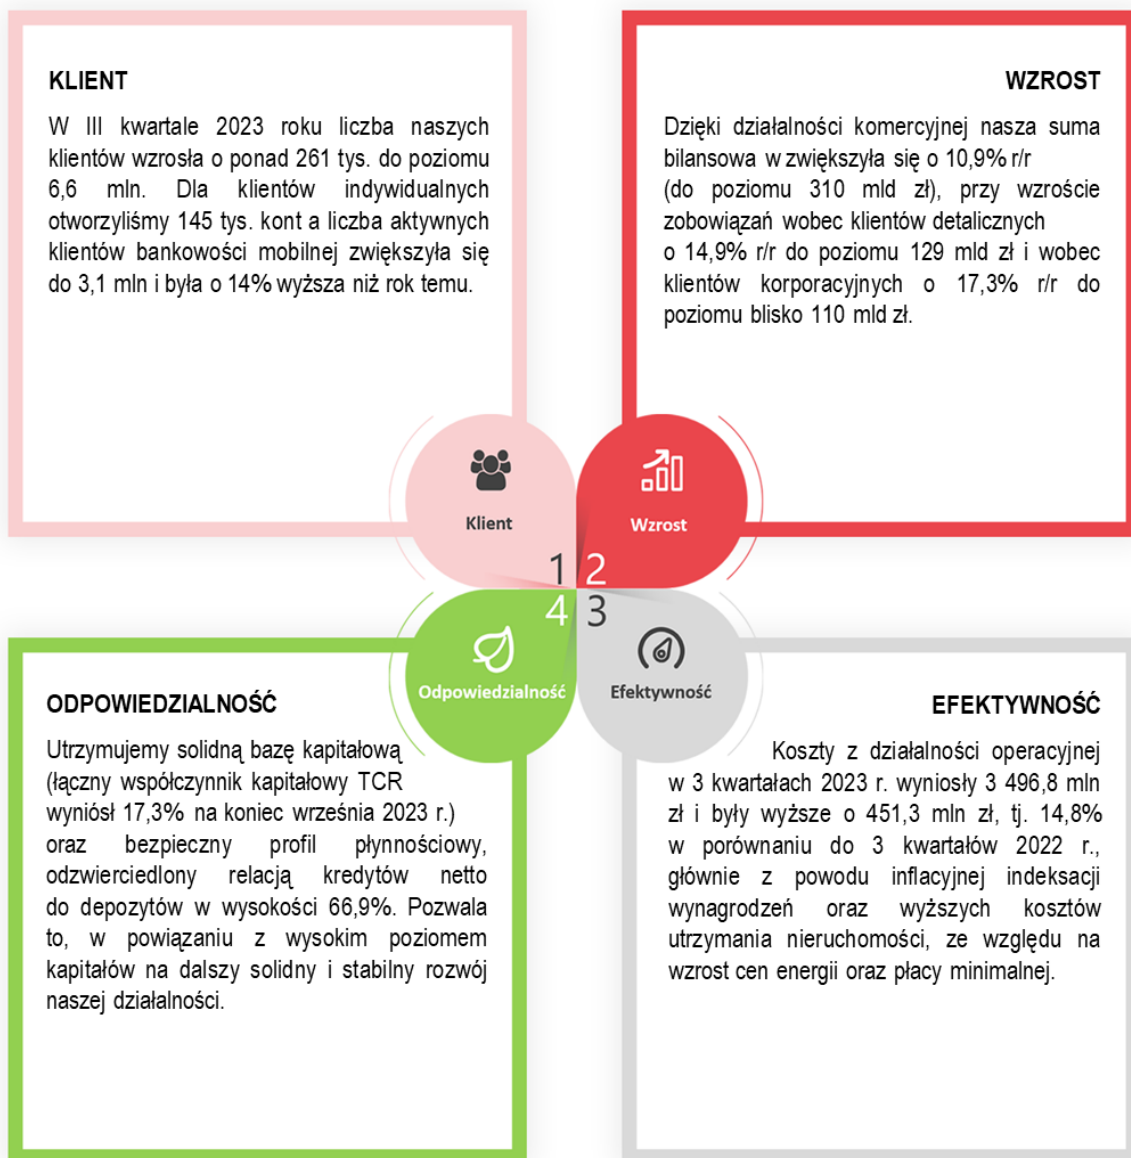 KLIENT
W III kwartale 2023 roku liczba naszych
klientów wzrosła o ponad 261 tys. do poziomu
6,6 mln. Dla klientów indywidualnych
otworzyliśmy 145 tys. kont a liczba aktywnych
klientów bankowości mobilnej zwiększyła się
do 3,1 mln i była o 14% wyższa niż rok temu.
WZROST
Dzięki działalności komercyjnej nasza suma
bilansowa w zwiększyła się o 10,9% r/r
(do poziomu 310 mld zł), przy wzroście
zobowiązań wobec klientów detalicznych
o 14,9% r/r do poziomu 129 mld zł i wobec
klientów korporacyjnych o 17,3% r/r do
poziomu blisko 110 mld zł.
Klient
1
Wzrost
2
4
Odpowiedzialność
3
Efektywność
ODPOWIEDZIALNOŚĆ
Utrzymujemy solidną bazę kapitałową
(łączny współczynnik kapitałowy TCR
wyniósł 17,3% na koniec września 2023 r.)
oraz bezpieczny profil płynnościowy,
odzwierciedlony relacją kredytów netto
do depozytów w wysokości 66,9%. Pozwala
to, w powiązaniu z wysokim poziomem
kapitałów na dalszy solidny i stabilny rozwój
naszej działalności.
EFEKTYWNOŚĆ
Koszty z działalności operacyjnej
w 3 kwartałach 2023 r. wyniosły 3 496,8 mln
zł i były wyższe o 451,3 mln zł, tj. 14,8%
w porównaniu do 3 kwartałów 2022 r.,
głównie z powodu inflacyjnej indeksacji
wynagrodzeń oraz wyższych kosztów
utrzymania nieruchomości, ze względu na
wzrost cen energii oraz płacy minimalnej.